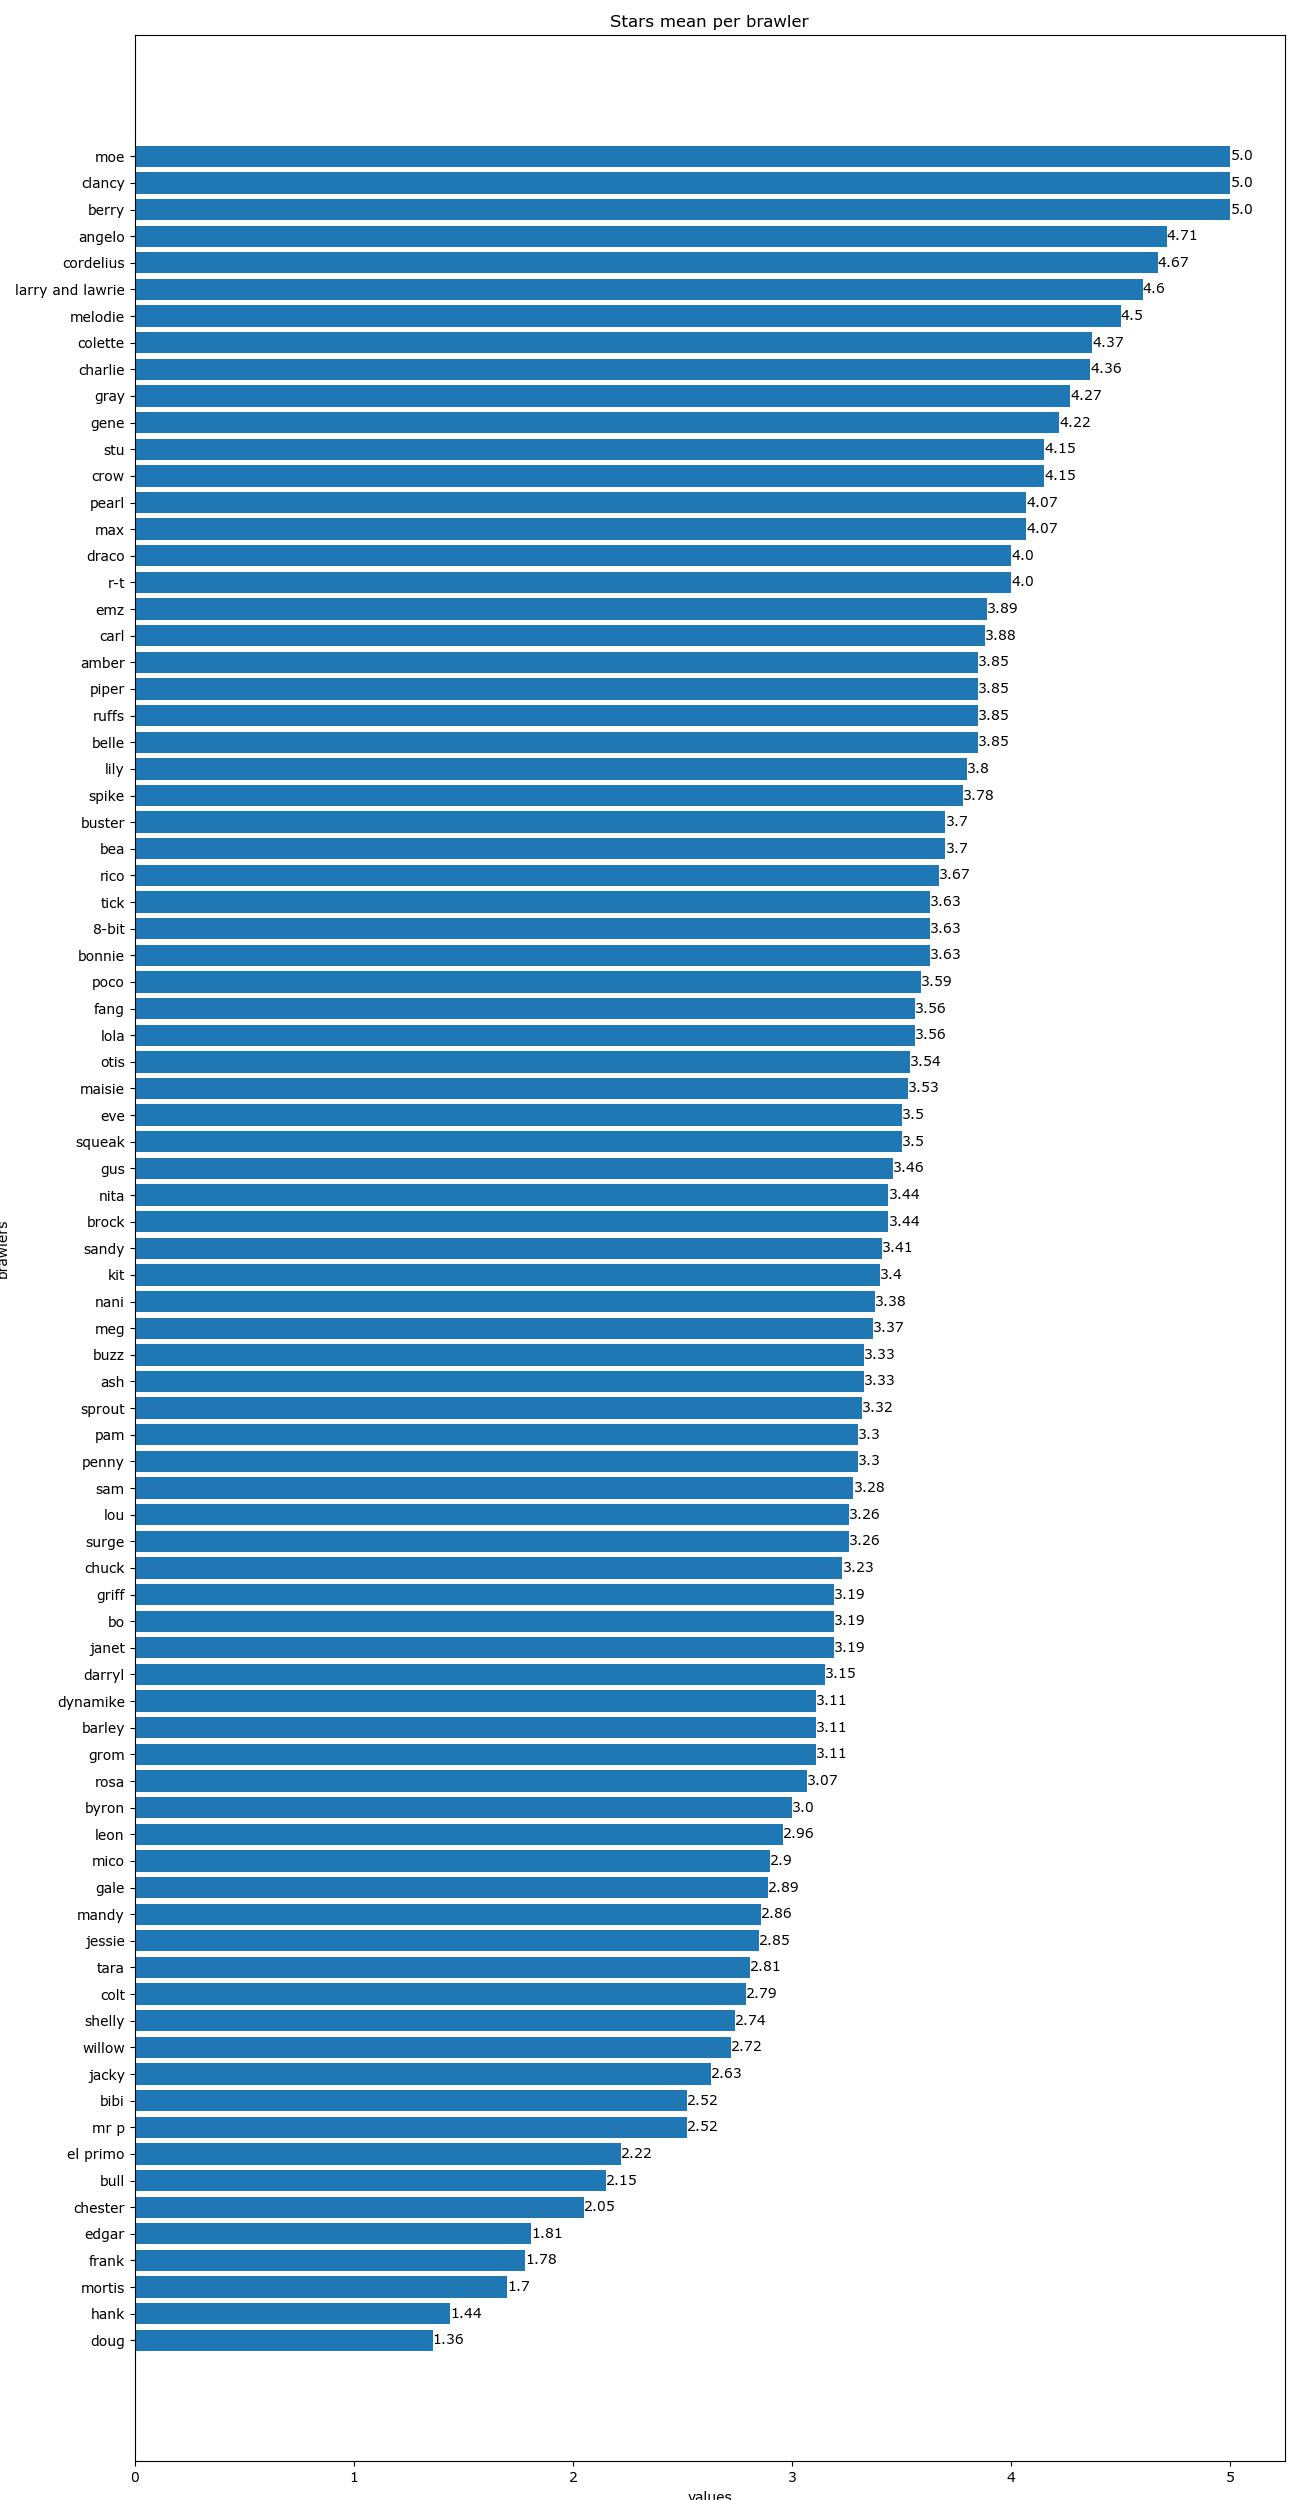 Stars mean per brawler
moe 5.0
clancy 5.0
berry 5.0
angelo 4.71
cordelius 4.67
larry and lawrie 4.6
melodie 4.5
colette 4.37
charlie 4.36
gray 4.27
gene 4.22
stu 4.15
crow 4.15
pearl 4.07
max 4.07
draco 4.0
r-t 4.0
emz 3.89
carl 3.88
amber 3.85
piper 3.85
ruffs 3.85
belle 3.85
lily 3.8
spike 3.78
buster 3.7
bea 3.7
rico 3.67
tick 3.63
8-bit 3.63
bonnie 3.63
poco 3.59
fang 3.56
lola 3.56
otis 3.54
maisie 3.53
eve 3.5
squeak 3.5
gus 3.46
nita 3.44
brock 3.44
brawlers
sandy 3.41
kit 3.4
nani 3.38
meg 3.37
buzz 3.33
ash 3.33
sprout 3.32
pam 3.3
penny 3.3
sam 3.28
lou 3.26
surge 3.26
chuck 3.23
griff 3.19
bo 3.19
janet 3.19
darryl 3.15
dynamike 3.11
barley 3.11
grom 3.11
rosa 3.07
byron 3.0
leon 2.96
mico 2.9
gale 2.89
mandy 2.86
jessie 2.85
tara 2.81
colt 2.79
shelly 2.74
willow 2.72
jacky 2.63
bibi 2.52
mr p 2.52
el primo 2.22
bull 2.15
chester 2.05
edgar 1.81
frank 1.78
mortis 1.7
hank 1.44
doug 1.36
0 1 2 3 4 5
values